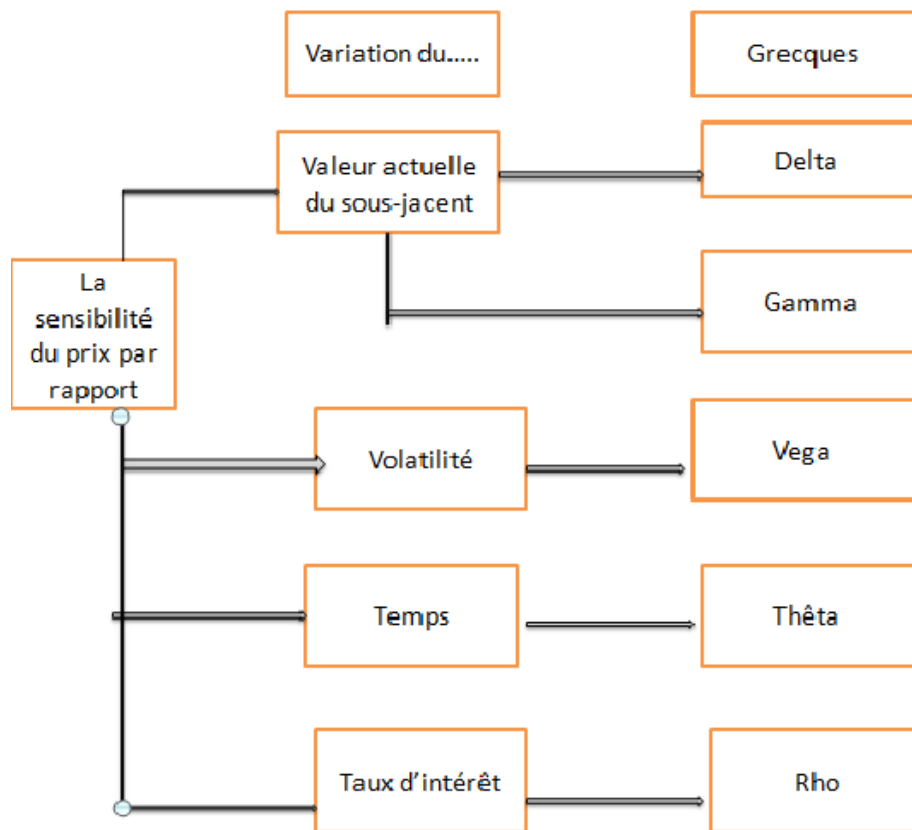 Variation du.....
Grecques
Valeur actuelle
du sous-jacent
Delta
La
sensibilité
du prix par
rapport
Gamma
Volatilité
Vega
Temps
Thêta
Taux d'intérêt
Rho